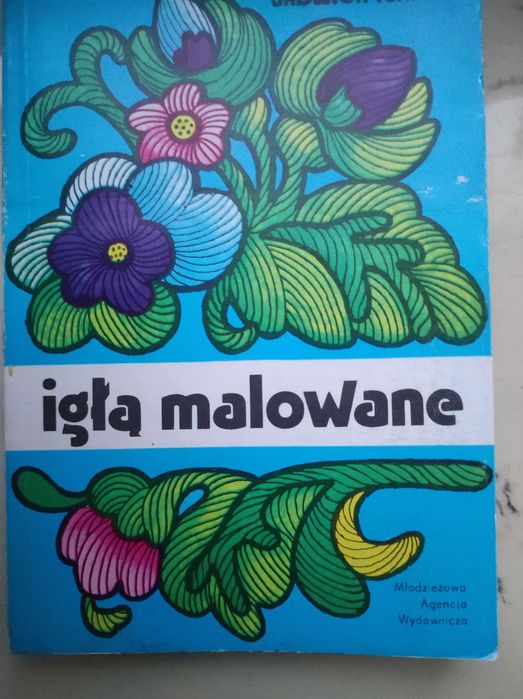 igłą malowane
Młodzieżowa
Agencja
Wydawnicza